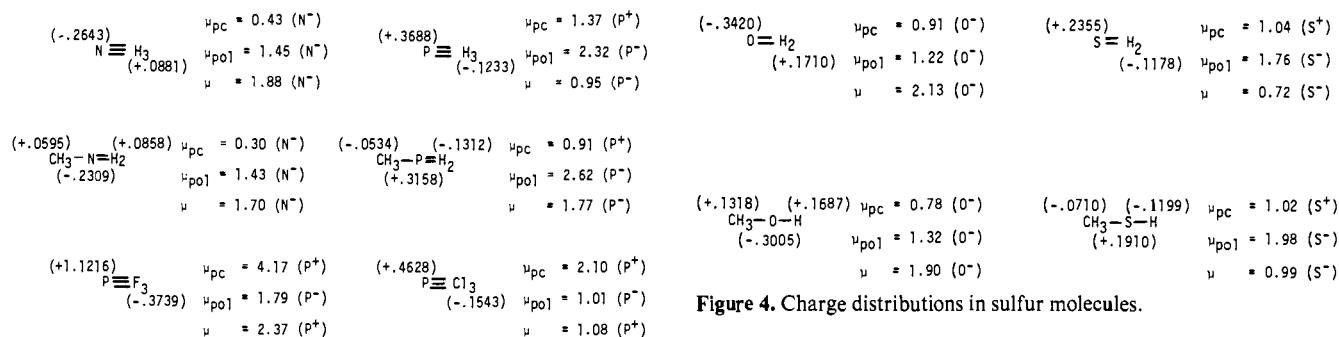 (-.2643)
N≡H3
(+.0881)
μpc = 0.43 (N⁻)
μpol = 1.45 (N⁻)
μ = 1.88 (N⁻)
(+.3688)
P≡H3
(-.1233)
μpc = 1.37 (P⁺)
μpol = 2.32 (P⁻)
μ = 0.95 (P⁻)
(+.0595) (+.0858)
CH3-N=H2
(-.2309)
μpc = 0.30 (N⁻)
μpol = 1.43 (N⁻)
μ = 1.70 (N⁻)
(-.0534) (-.1312)
CH3-P=H2
(+.3158)
μpc = 0.91 (P⁺)
μpol = 2.62 (P⁻)
μ = 1.77 (P⁻)
(+1.1216)
P≡F3
(-.3739)
μpc = 4.17 (P⁺)
μpol = 1.79 (P⁻)
μ = 2.37 (P⁺)
(+.4628)
P≡Cl3
(-.1543)
μpc = 2.10 (P⁺)
μpol = 1.01 (P⁻)
μ = 1.08 (P⁺)
(-.3420)
O=H2
(+.1710)
μpc = 0.91 (O⁻)
μpol = 1.22 (O⁻)
μ = 2.13 (O⁻)
(+.2355)
S=H2
(-.1178)
μpc = 1.04 (S⁺)
μpol = 1.76 (S⁻)
μ = 0.72 (S⁻)
(+.1318) (+.1687)
CH3-O-H
(-.3005)
μpc = 0.78 (O⁻)
μpol = 1.32 (O⁻)
μ = 1.90 (O⁻)
(-.0710) (-.1199)
CH3-S-H
(+.1910)
μpc = 1.02 (S⁺)
μpol = 1.98 (S⁻)
μ = 0.99 (S⁻)
Figure 4. Charge distributions in sulfur molecules.